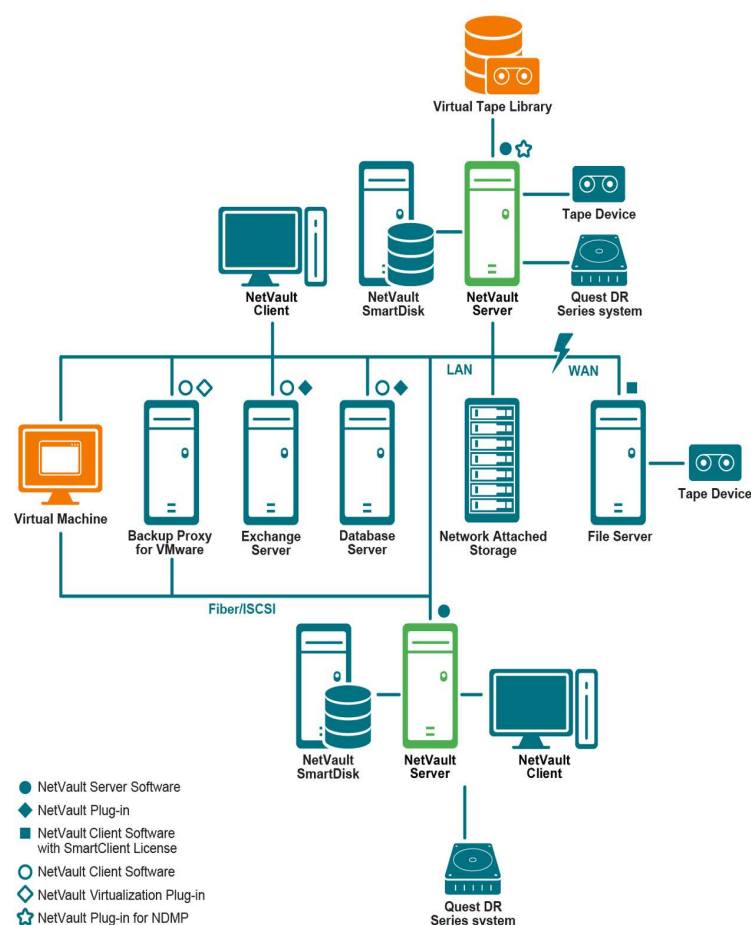 Virtual Tape Library
Tape Device
NetVault
Client
NetVault
SmartDisk
NetVault
Server
Quest DR
Series system
LAN
WAN
Virtual Machine
Backup Proxy
for VMware
Exchange
Server
Database
Server
Network Attached
Storage
File Server
Tape Device
Fiber/ISCSI
NetVault
SmartDisk
NetVault
Server
NetVault
Client
NetVault Server Software
NetVault Plug-in
NetVault Client Software
with SmartClient License
NetVault Client Software
NetVault Virtualization Plug-in
NetVault Plug-in for NDMP
Quest DR
Series system